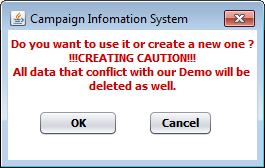 Campaign Infomation System
Do you want to use it or create a new one ?
!!!CREATING CAUTION!!!
All data that conflict with our Demo will be
deleted as well.
OK
Cancel